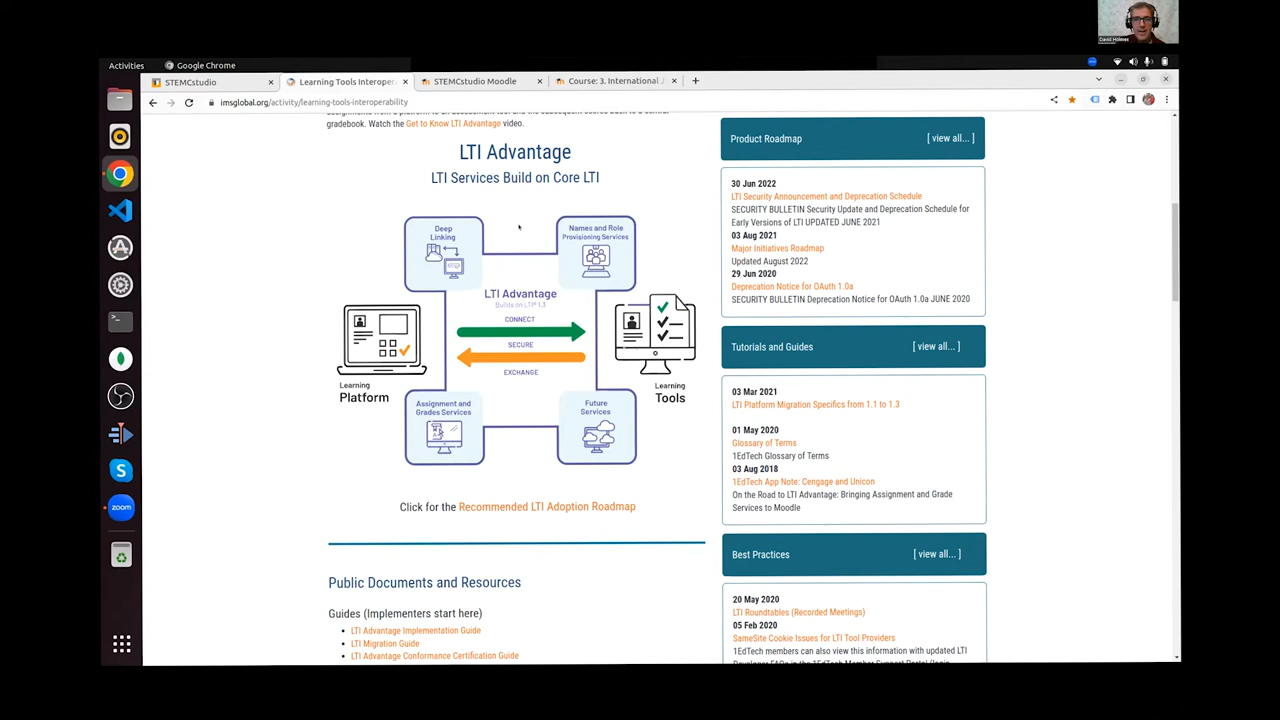 David Holmes
Activities
Google Chrome
STEMCstudio
Learning Tools Interoper
STEMCstudio Moodle
Course: 3. International J
imsglobal.org/activity/learning-tools-interoperability
gradebook. Watch the Get to Know LTI Advantage video.
LTI Advantage
LTI Services Build on Core LTI
Deep
Linking
Names and Role
Provisioning Services
LTI Advantage
Builds on LTI® 1.3
CONNECT
SECURE
EXCHANGE
Learning
Platform
Learning
Tools
Assignment and
Grades Services
Future
Services
Click for the Recommended LTI Adoption Roadmap
Public Documents and Resources
Guides (Implementers start here)
LTI Advantage Implementation Guide
LTI Migration Guide
LTI Advantage Conformance Certification Guide
Product Roadmap
[ view all... ]
30 Jun 2022
LTI Security Announcement and Deprecation Schedule
SECURITY BULLETIN Security Update and Deprecation Schedule for
Early Versions of LTI UPDATED JUNE 2021
03 Aug 2021
Major Initiatives Roadmap
Updated August 2022
29 Jun 2020
Deprecation Notice for OAuth 1.0a
SECURITY BULLETIN Deprecation Notice for OAuth 1.0a JUNE 2020
Tutorials and Guides
[ view all... ]
03 Mar 2021
LTI Platform Migration Specifics from 1.1 to 1.3
01 May 2020
Glossary of Terms
1EdTech Glossary of Terms
03 Aug 2018
1EdTech App Note: Cengage and Unicon
On the Road to LTI Advantage: Bringing Assignment and Grade
Services to Moodle
Best Practices
[ view all... ]
20 May 2020
LTI Roundtables (Recorded Meetings)
05 Feb 2020
SameSite Cookie Issues for LTI Tool Providers
1EdTech members can also view this information with updated LTI
zoom